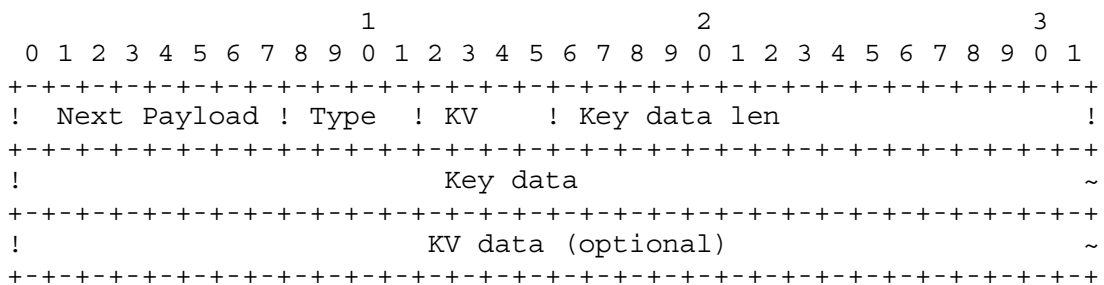 1                   2                   3
 0 1 2 3 4 5 6 7 8 9 0 1 2 3 4 5 6 7 8 9 0 1 2 3 4 5 6 7 8 9 0 1
+-+-+-+-+-+-+-+-+-+-+-+-+-+-+-+-+-+-+-+-+-+-+-+-+-+-+-+-+-+-+-+-+
!  Next Payload ! Type  ! KV    ! Key data len                  !
+-+-+-+-+-+-+-+-+-+-+-+-+-+-+-+-+-+-+-+-+-+-+-+-+-+-+-+-+-+-+-+-+
!                         Key data                              ~
+-+-+-+-+-+-+-+-+-+-+-+-+-+-+-+-+-+-+-+-+-+-+-+-+-+-+-+-+-+-+-+-+
!                        KV data (optional)                     ~
+-+-+-+-+-+-+-+-+-+-+-+-+-+-+-+-+-+-+-+-+-+-+-+-+-+-+-+-+-+-+-+-+